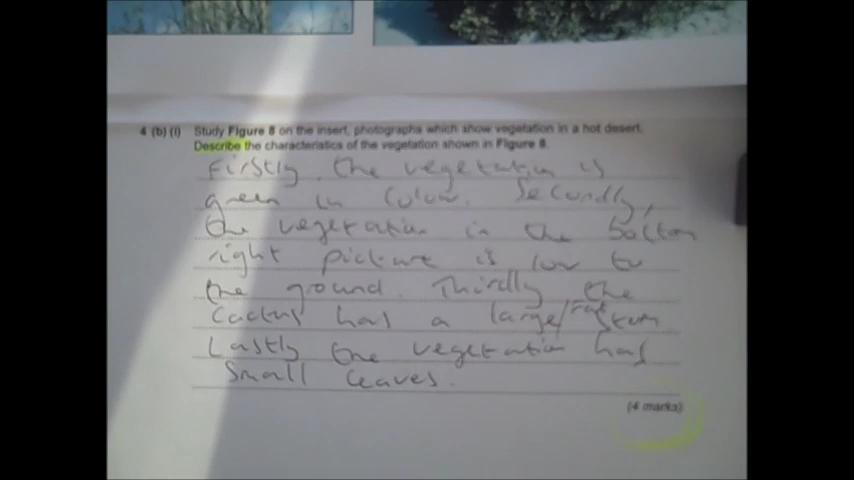 4 (b) (i) Study Figure 8 on the insert, photographs which show vegetation in a hot desert.
Describe the characteristics of the vegetation shown in Figure 8.
Firstly, the vegetation is
green in colour. Secondly,
the vegetation in the bottom
right picture is low to
the ground. Thirdly the
cactus has a large/ stem
Lastly the vegetation has
small leaves.
(4 marks)